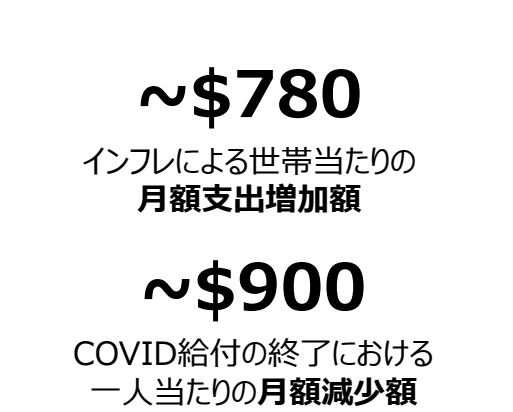 ~$780
インフレによる世帯当たりの
月額支出増加額
~$900
COVID給付の終了における
一人当たりの月額減少額